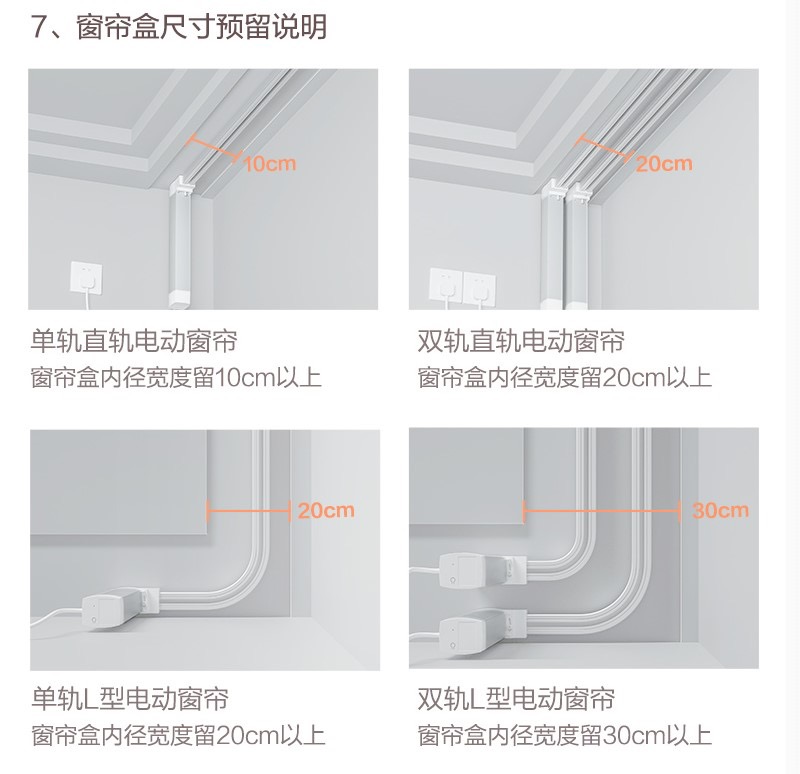 7、窗帘盒尺寸预留说明
10cm
20cm
单轨直轨电动窗帘
窗帘盒内径宽度留10cm以上
双轨直轨电动窗帘
窗帘盒内径宽度留20cm以上
20cm
30cm
单轨L型电动窗帘
窗帘盒内径宽度留20cm以上
双轨L型电动窗帘
窗帘盒内径宽度留30cm以上